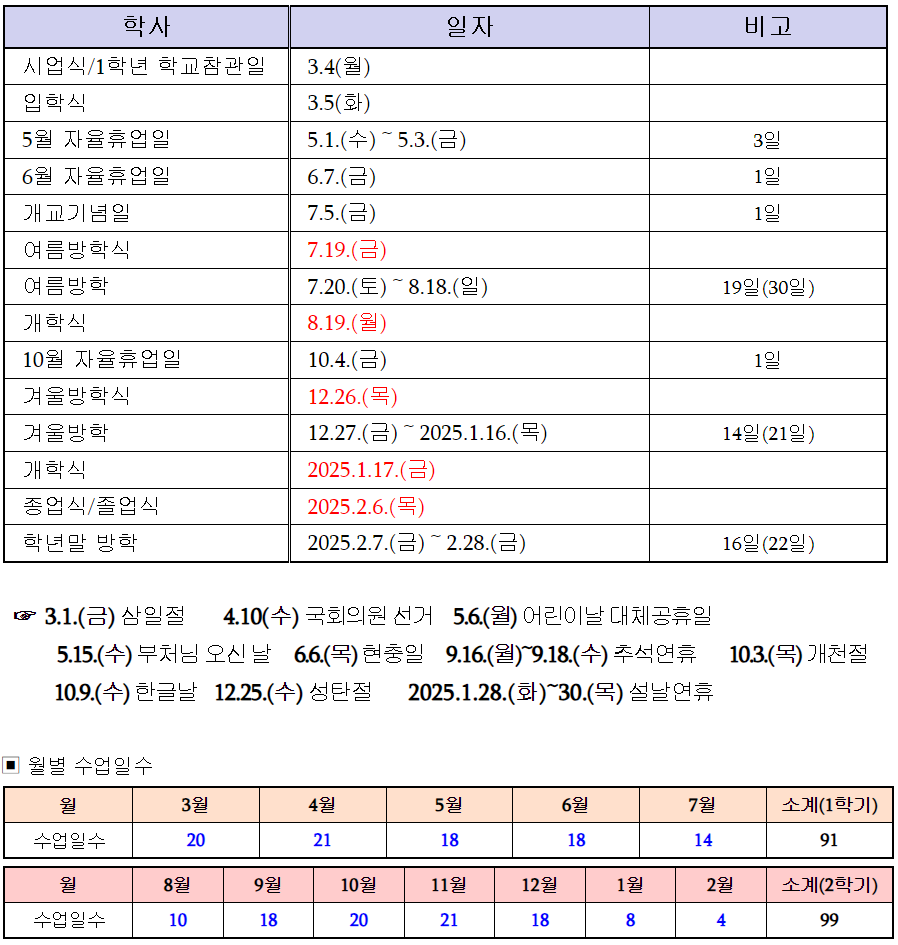 학사 일자 비고
시업식/1학년 학교참관일 3.4(월)
입학식 3.5(화)
5월 자율휴업일 5.1.(수) ~ 5.3.(금) 3일
6월 자율휴업일 6.7.(금) 1일
개교기념일 7.5.(금) 1일
여름방학식 7.19.(금)
여름방학 7.20.(토) ~ 8.18.(일) 19일(30일)
개학식 8.19.(월)
10월 자율휴업일 10.4.(금) 1일
겨울방학식 12.26.(목)
겨울방학 12.27.(금) ~ 2025.1.16.(목) 14일(21일)
개학식 2025.1.17.(금)
종업식/졸업식 2025.2.6.(목)
학년말 방학 2025.2.7.(금) ~ 2.28.(금) 16일(22일)
☞ 3.1.(금) 삼일절 4.10(수) 국회의원 선거 5.6.(월) 어린이날 대체공휴일
5.15.(수) 부처님 오신 날 6.6.(목) 현충일 9.16.(월)~9.18.(수) 추석연휴 10.3.(목) 개천절
10.9.(수) 한글날 12.25.(수) 성탄절 2025.1.28.(화)~30.(목) 설날연휴
▣ 월별 수업일수
월 3월 4월 5월 6월 7월 소계(1학기)
수업일수 20 21 18 18 14 91
월 8월 9월 10월 11월 12월 1월 2월 소계(2학기)
수업일수 10 18 20 21 18 8 4 99